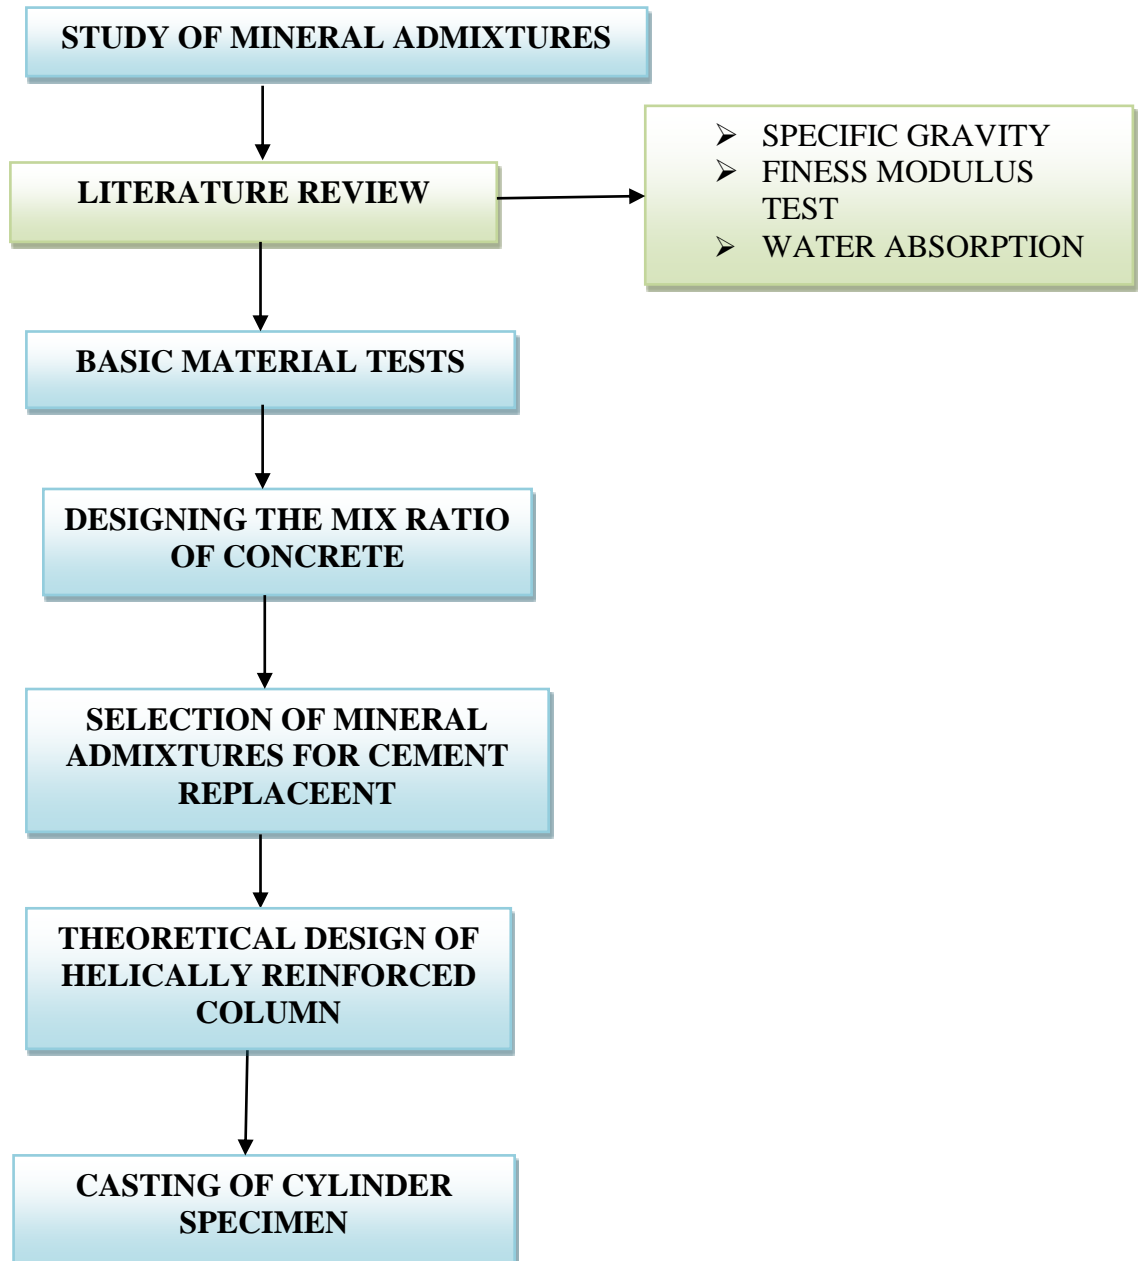 STUDY OF MINERAL ADMIXTURES
LITERATURE REVIEW
➢ SPECIFIC GRAVITY
➢ FINESS MODULUS
TEST
➢ WATER ABSORPTION
BASIC MATERIAL TESTS
DESIGNING THE MIX RATIO
OF CONCRETE
SELECTION OF MINERAL
ADMIXTURES FOR CEMENT
REPLACEENT
THEORETICAL DESIGN OF
HELICALLY REINFORCED
COLUMN
CASTING OF CYLINDER
SPECIMEN